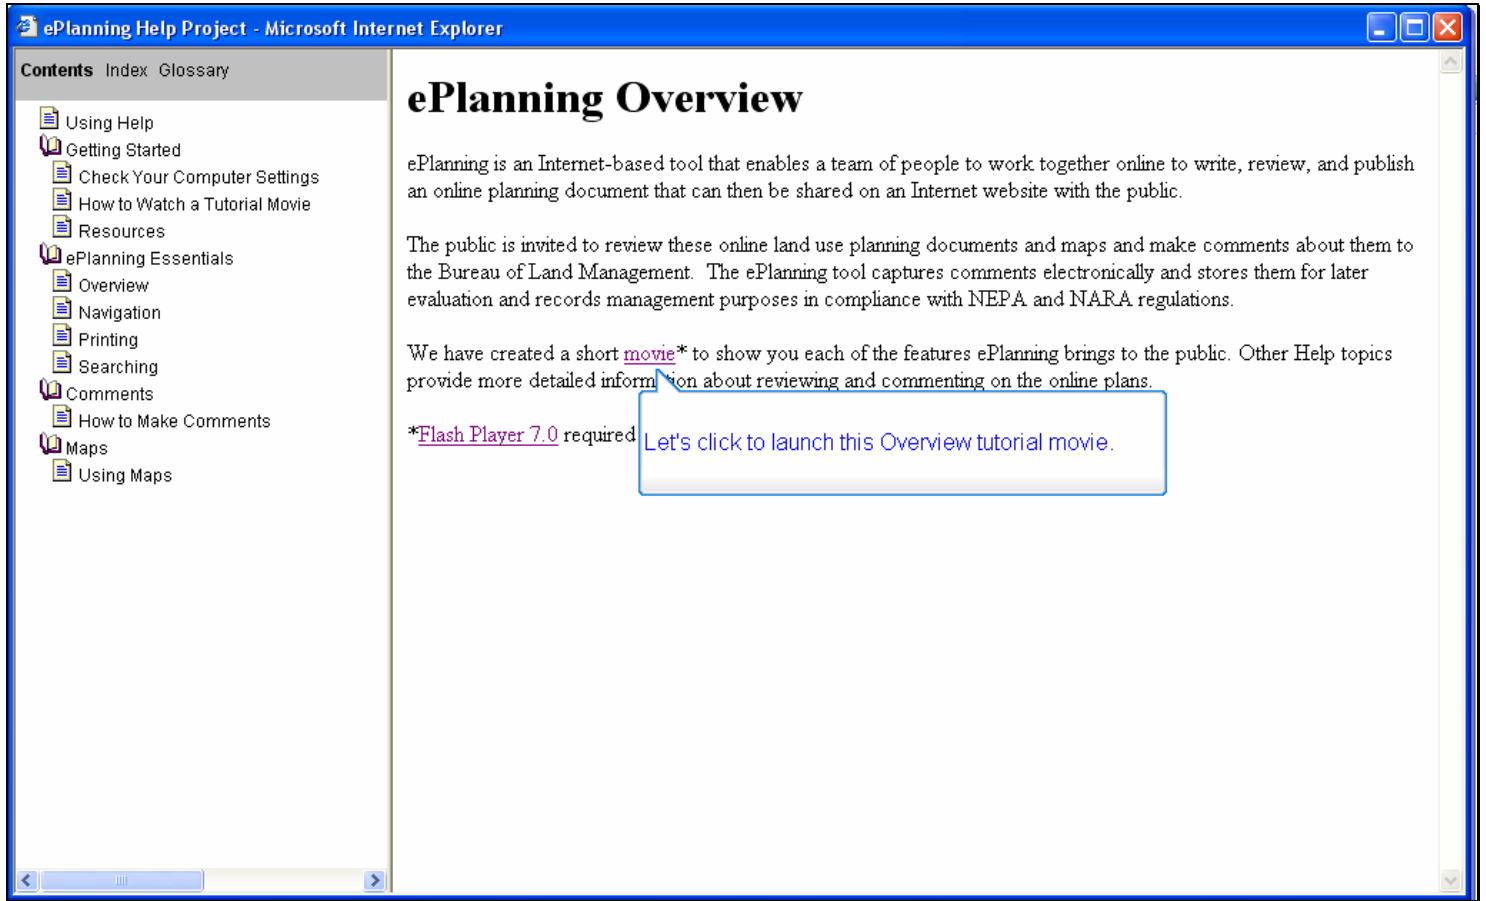 ePlanning Help Project - Microsoft Internet Explorer
Contents Index Glossary
Using Help
Getting Started
Check Your Computer Settings
How to Watch a Tutorial Movie
Resources
ePlanning Essentials
Overview
Navigation
Printing
Searching
Comments
How to Make Comments
Maps
Using Maps
ePlanning Overview
ePlanning is an Internet-based tool that enables a team of people to work together online to write, review, and publish
an online planning document that can then be shared on an Internet website with the public.
The public is invited to review these online land use planning documents and maps and make comments about them to
the Bureau of Land Management. The ePlanning tool captures comments electronically and stores them for later
evaluation and records management purposes in compliance with NEPA and NARA regulations.
We have created a short movie* to show you each of the features ePlanning brings to the public. Other Help topics
provide more detailed information about reviewing and commenting on the online plans.
*Flash Player 7.0 required
Let's click to launch this Overview tutorial movie.